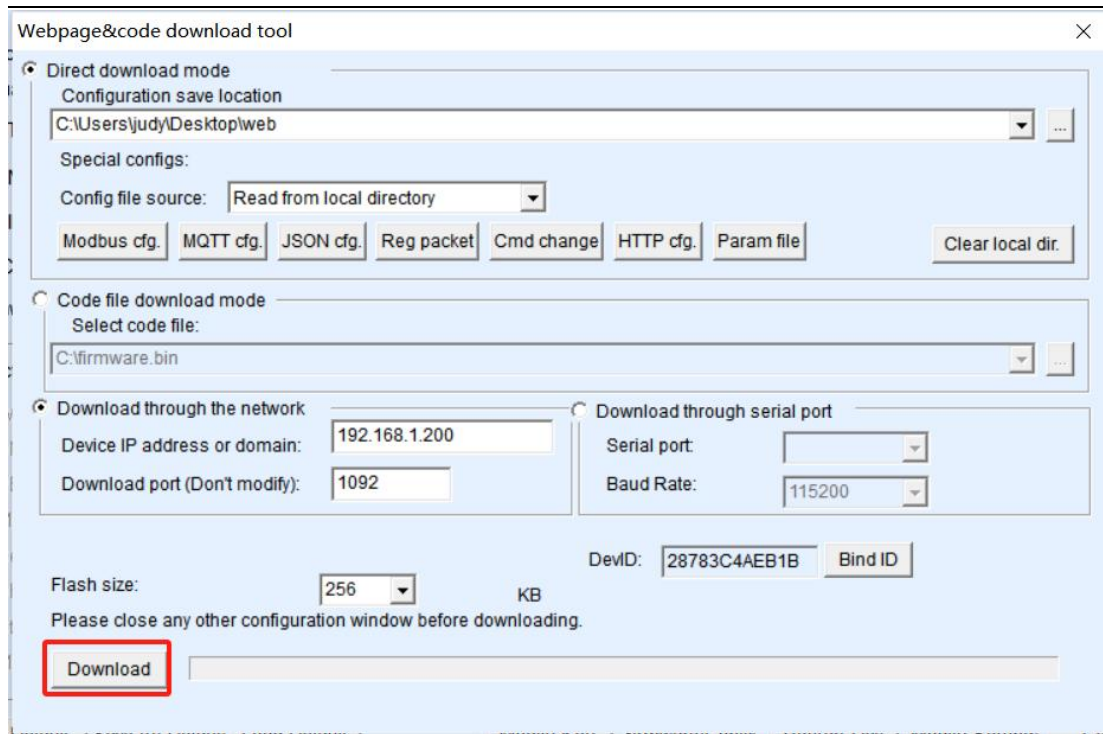 Webpage&code download tool
Direct download mode
Configuration save location
C:\Users\judy\Desktop\web
...
Special configs:
Config file source: Read from local directory
Modbus cfg. MQTT cfg. JSON cfg. Reg packet Cmd change HTTP cfg. Param file Clear local dir.
Code file download mode
Select code file:
C:\firmware.bin
...
Download through the network Download through serial port
Device IP address or domain: 192.168.1.200 Serial port:
Download port (Don't modify): 1092 Baud Rate: 115200
DevID: 28783C4AEB1B Bind ID
Flash size: 256 KB
Please close any other configuration window before downloading.
Download